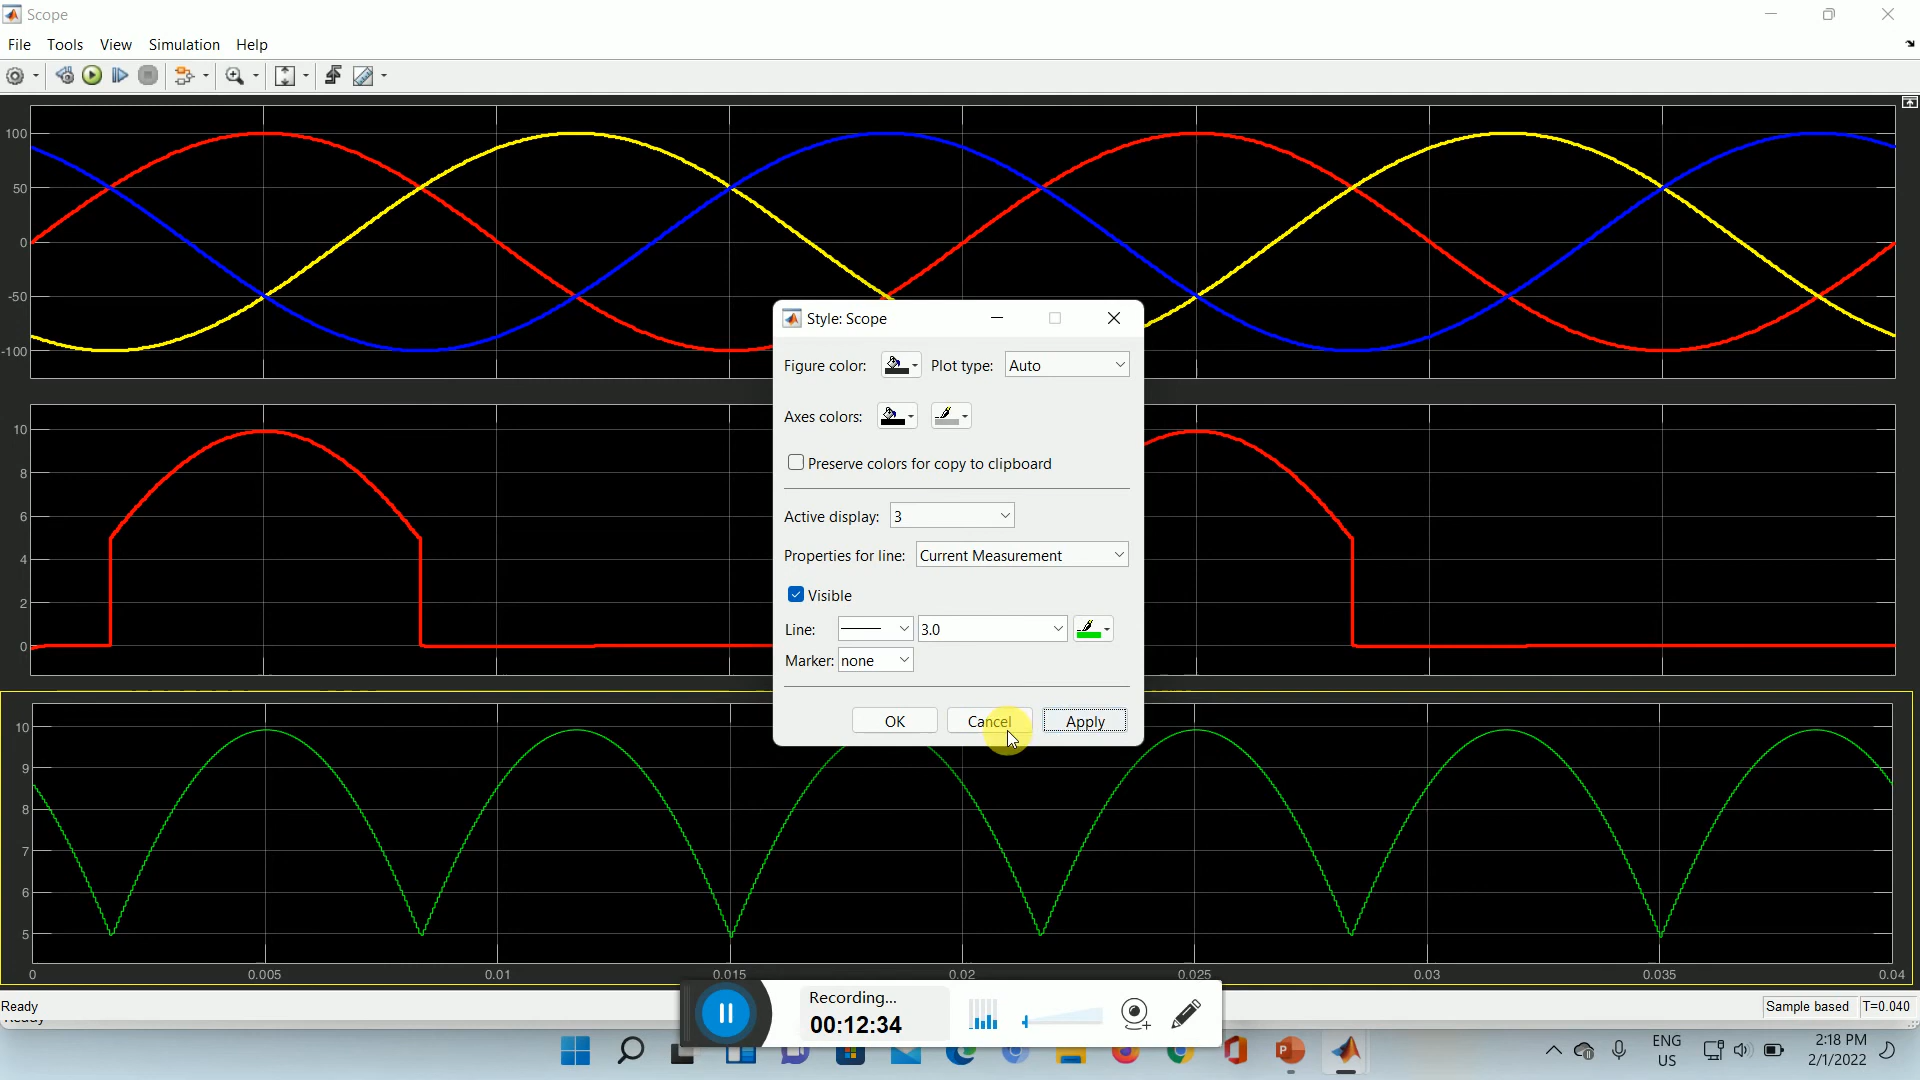 Scope
File Tools View Simulation Help
100
50
0
-50
-100
10
8
6
4
2
0
10
9
8
7
6
5
0 0.005 0.01 0.015 0.02 0.025 0.03 0.035 0.04
Style: Scope
Figure color: Plot type: Auto
Axes colors:
Preserve colors for copy to clipboard
Active display: 3
Properties for line: Current Measurement
Visible
Line: 3.0
Marker: none
OK Cancel Apply
Ready Sample based T=0.040
Ready
Recording...
00:12:34
ENG
US
2:18 PM
2/1/2022